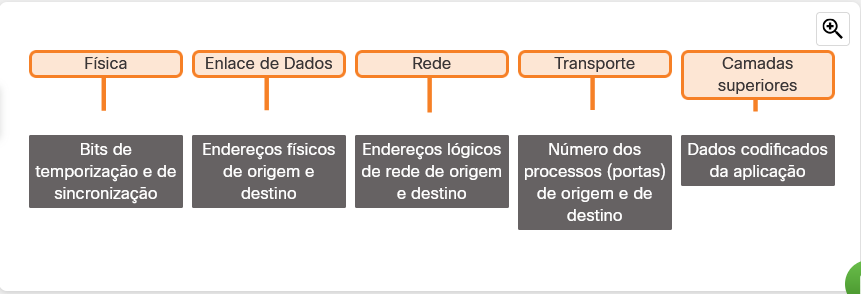 Física
Enlace de Dados
Rede
Transporte
Camadas
superiores
Bits de
temporização e de
sincronização
Endereços físicos
de origem e
destino
Endereços lógicos
de rede de origem
e destino
Número dos
processos (portas)
de origem e de
destino
Dados codificados
da aplicação